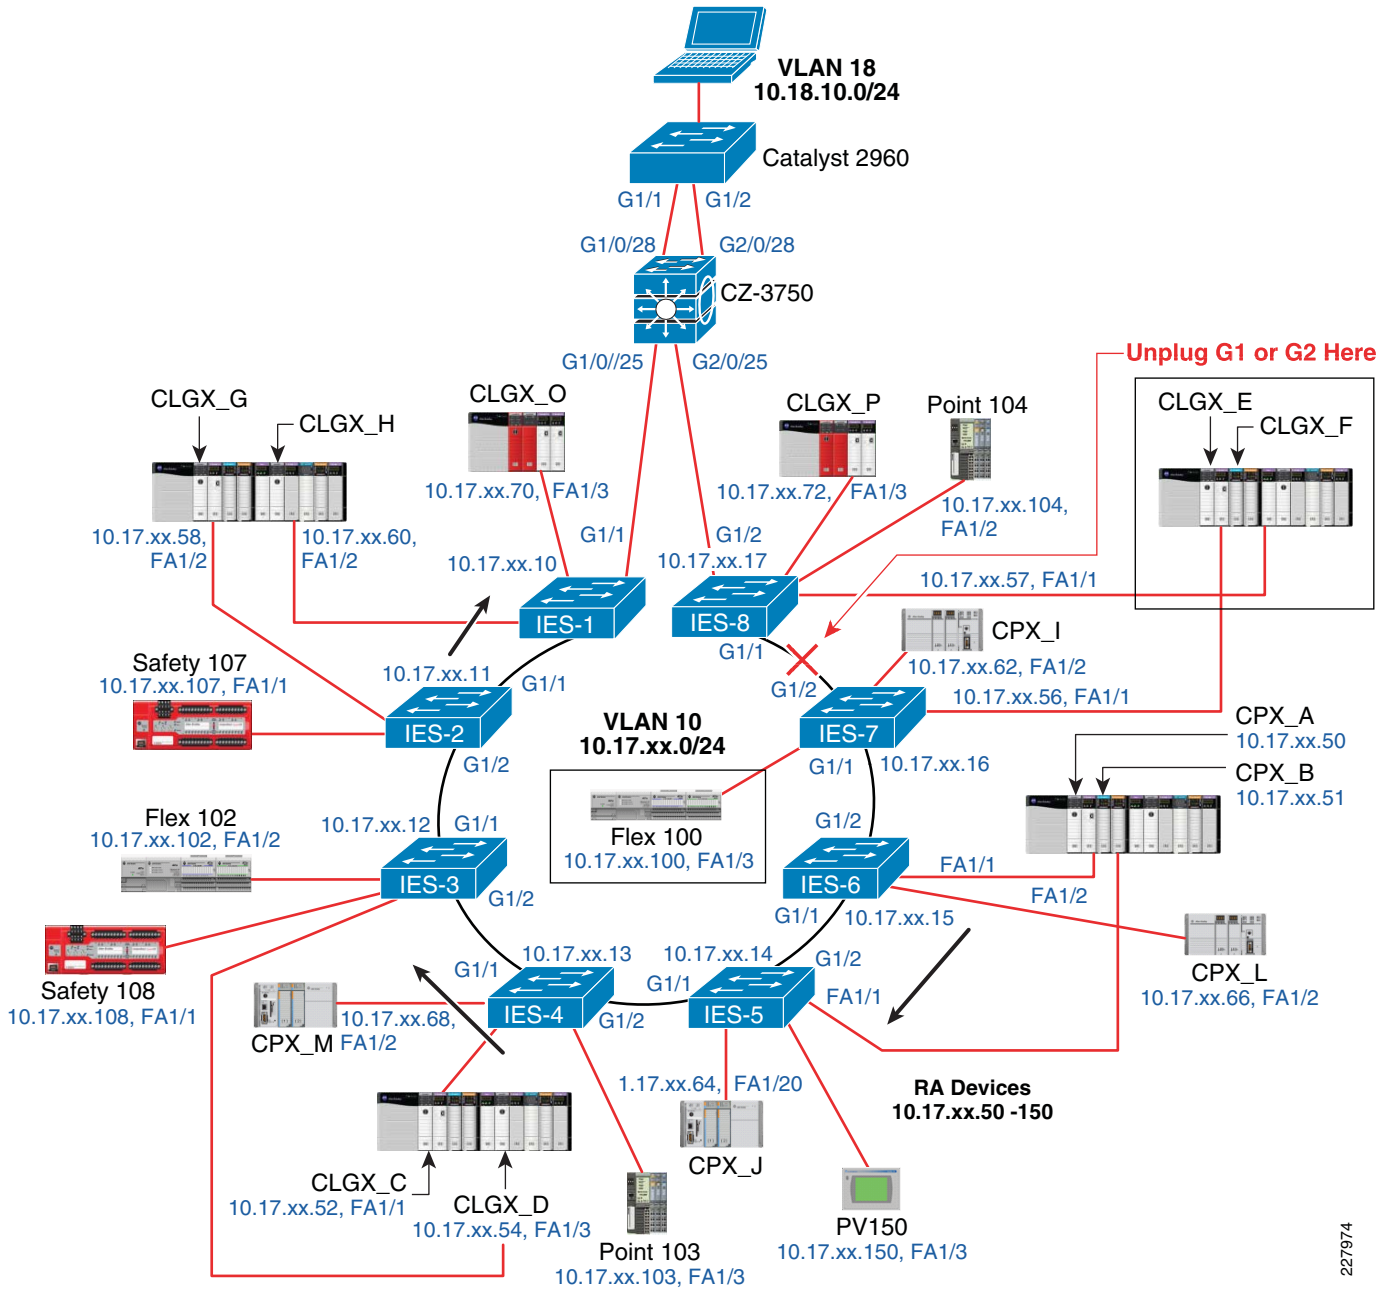 VLAN 18
10.18.10.0/24
Catalyst 2960
G1/1
G1/2
G1/0/28
G2/0/28
CZ-3750
G1/0//25
G2/0/25
Unplug G1 or G2 Here
CLGX_G
CLGX_H
10.17.xx.58,
FA1/2
10.17.xx.60,
FA1/2
CLGX_O
10.17.xx.70, FA1/3
G1/1
10.17.xx.10
IES-1
CLGX_P
10.17.xx.72, FA1/3
Point 104
10.17.xx.104,
FA1/2
G1/2
10.17.xx.17
IES-8
G1/1
CLGX_E
CLGX_F
10.17.xx.57, FA1/1
CPX_I
10.17.xx.62, FA1/2
10.17.xx.56, FA1/1
G1/2
IES-7
G1/1
10.17.xx.16
Safety 107
10.17.xx.107, FA1/1
10.17.xx.11
G1/1
IES-2
G1/2
VLAN 10
10.17.xx.0/24
Flex 100
10.17.xx.100, FA1/3
CPX_A
10.17.xx.50
CPX_B
10.17.xx.51
Flex 102
10.17.xx.102, FA1/2
10.17.xx.12
G1/1
IES-3
G1/2
G1/2
IES-6
FA1/1
FA1/2
G1/1
10.17.xx.15
CPX_L
10.17.xx.66, FA1/2
Safety 108
10.17.xx.108, FA1/1
10.17.xx.13
G1/1
IES-4
G1/2
10.17.xx.14
G1/1
G1/2
FA1/1
IES-5
10.17.xx.68,
FA1/2
CPX_M
CLGX_C
10.17.xx.52, FA1/1
CLGX_D
10.17.xx.54, FA1/3
Point 103
10.17.xx.103, FA1/3
1.17.xx.64, FA1/20
CPX_J
PV150
10.17.xx.150, FA1/3
RA Devices
10.17.xx.50 -150
227974